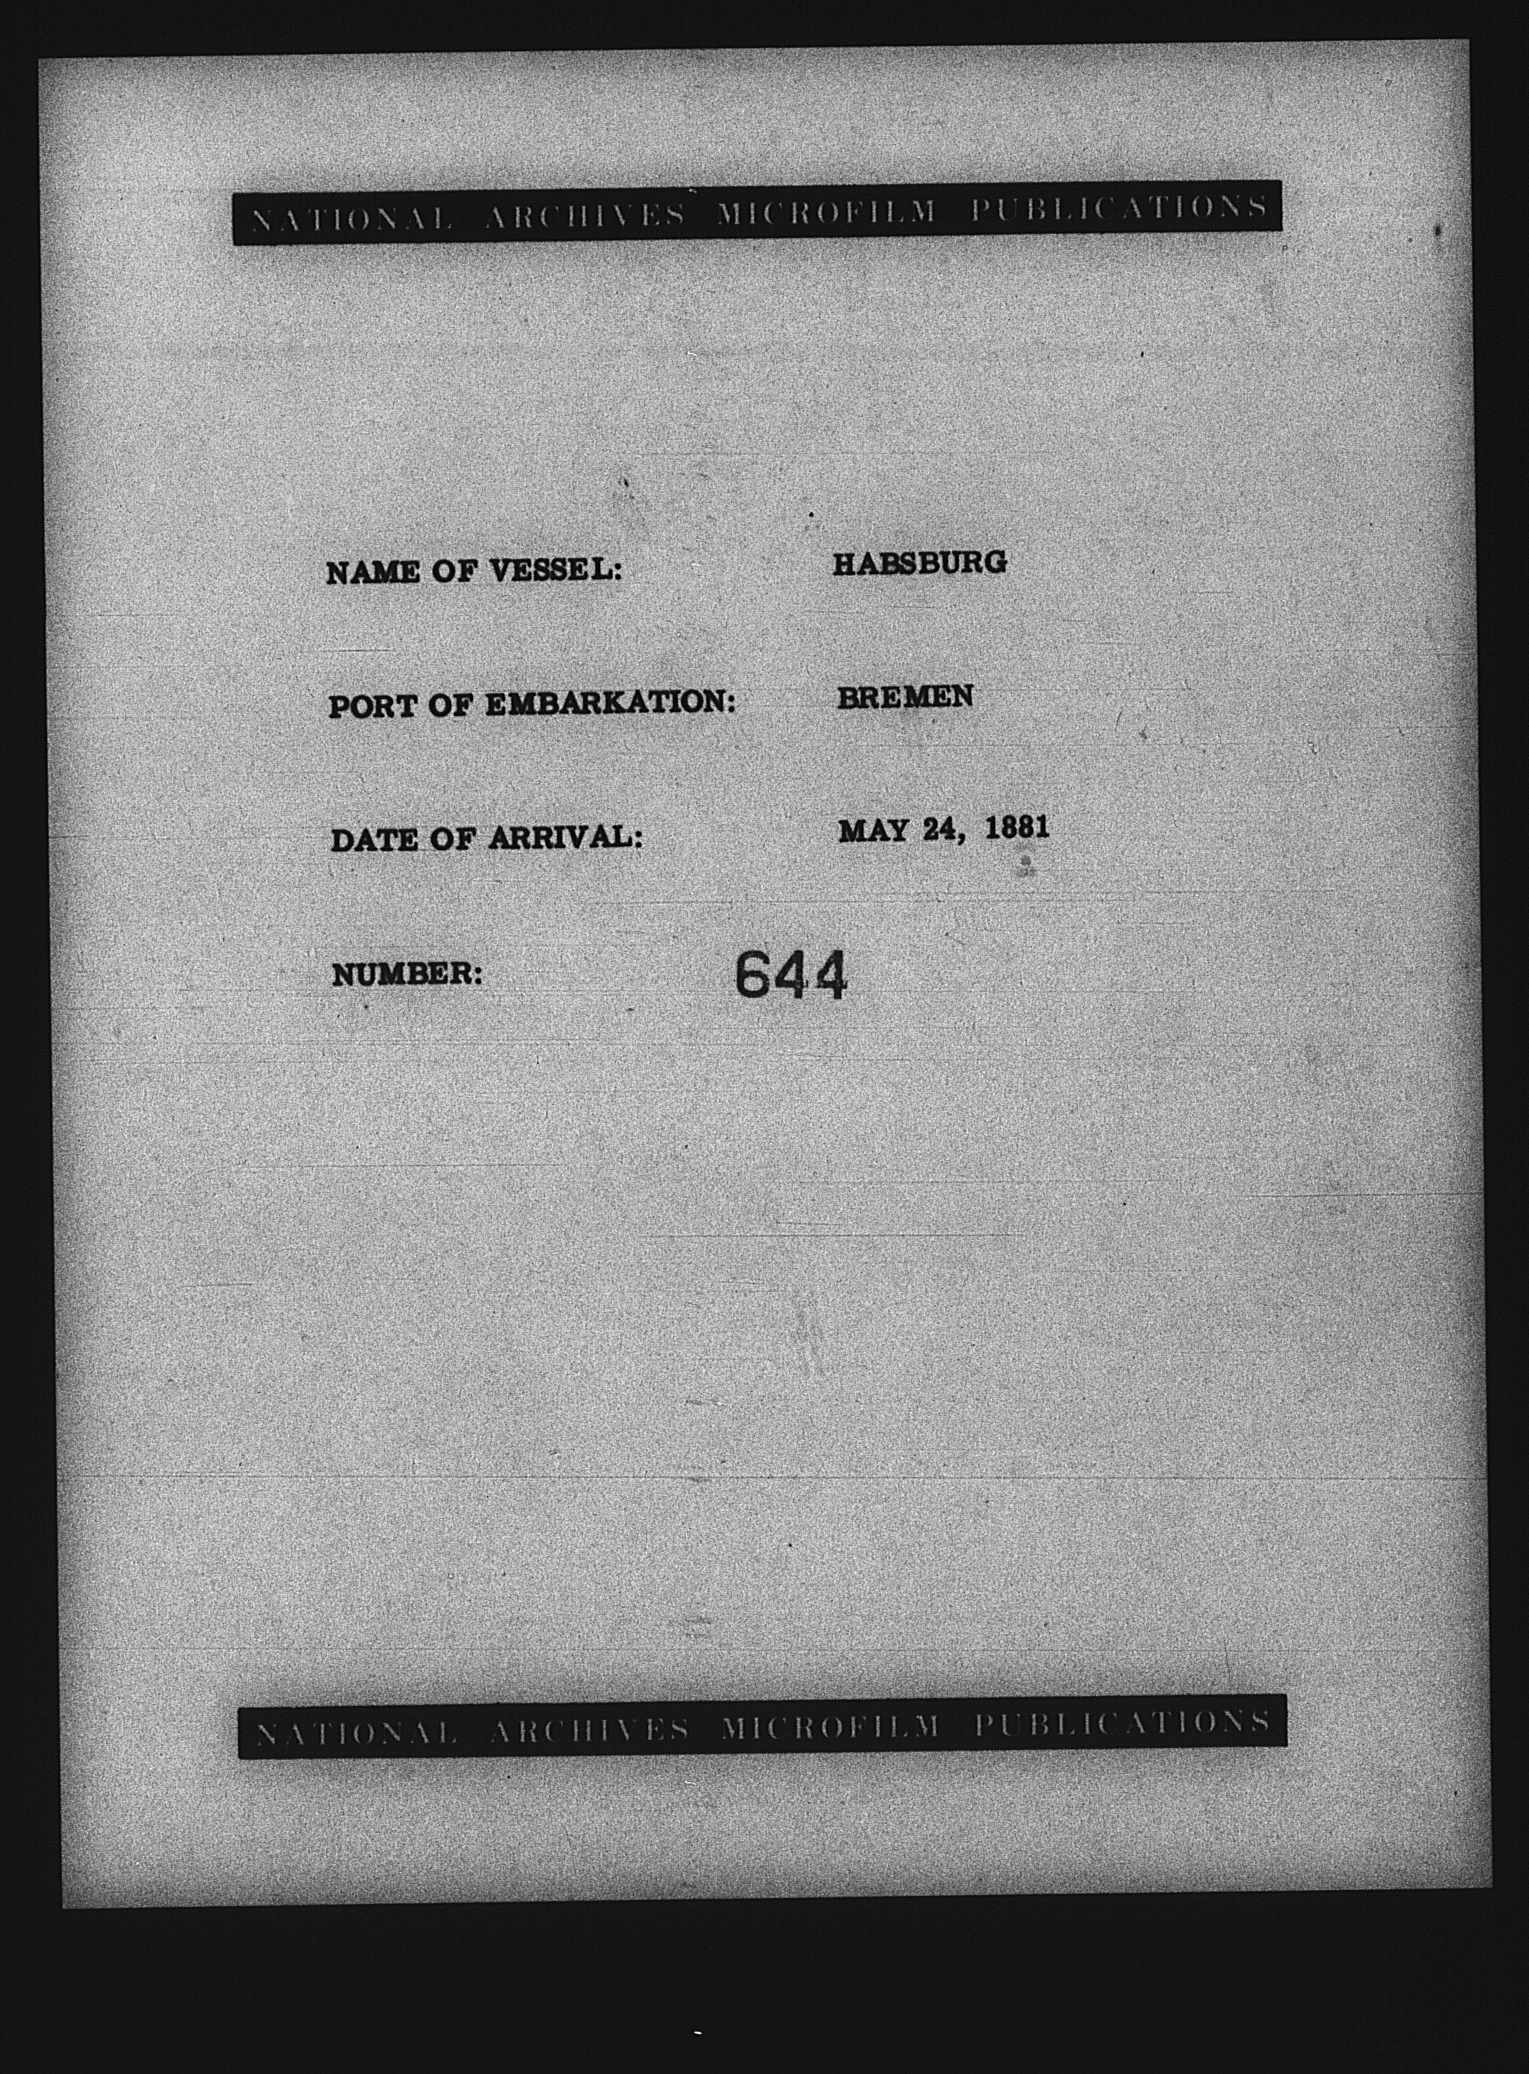 NATIONAL ARCHIVES MICROFILM PUBLICATIONS
NAME OF VESSEL: HABSBURG
PORT OF EMBARKATION: BREMEN
DATE OF ARRIVAL: MAY 24, 1881
NUMBER: 644
NATIONAL ARCHIVES MICROFILM PUBLICATIONS